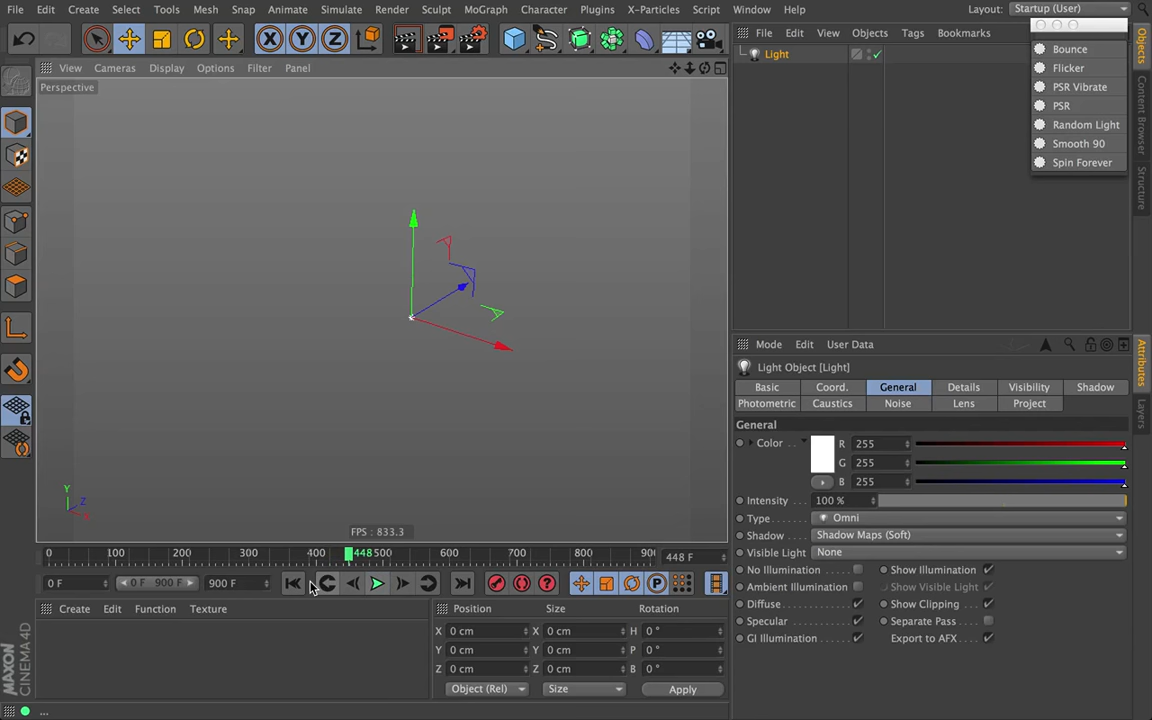 File Edit Create Select Tools Mesh Snap Animate Simulate Render Sculpt MoGraph Character Plugins X-Particles Script Window Help Layout: Startup (User)
X Y Z
View Cameras Display Options Filter Panel
Perspective
File Edit View Objects Tags Bookmarks
Light
Bounce
Flicker
PSR Vibrate
PSR
Random Light
Smooth 90
Spin Forever
Objects
Content Browser
Structure
Mode Edit User Data
Light Object [Light]
Basic Coord. General Details Visibility Shadow
Photometric Caustics Noise Lens Project
General
Color R 255
G 255
B 255
Intensity 100 %
Type Omni
Shadow Shadow Maps (Soft)
Visible Light None
No Illumination Show Illumination
Ambient Illumination Show Visible Light
Diffuse Show Clipping
Specular Separate Pass
GI Illumination Export to AFX
Attributes
Layers
Y
Z
X
FPS : 833.3
0 100 200 300 400 448 500 600 700 800 90 448 F
0 F 0 F 900 F 900 F
P
Create Edit Function Texture
Position Size Rotation
X 0 cm X 0 cm H 0 °
Y 0 cm Y 0 cm P 0 °
Z 0 cm Z 0 cm B 0 °
Object (Rel) Size Apply
MAXON
CINEMA4D
...